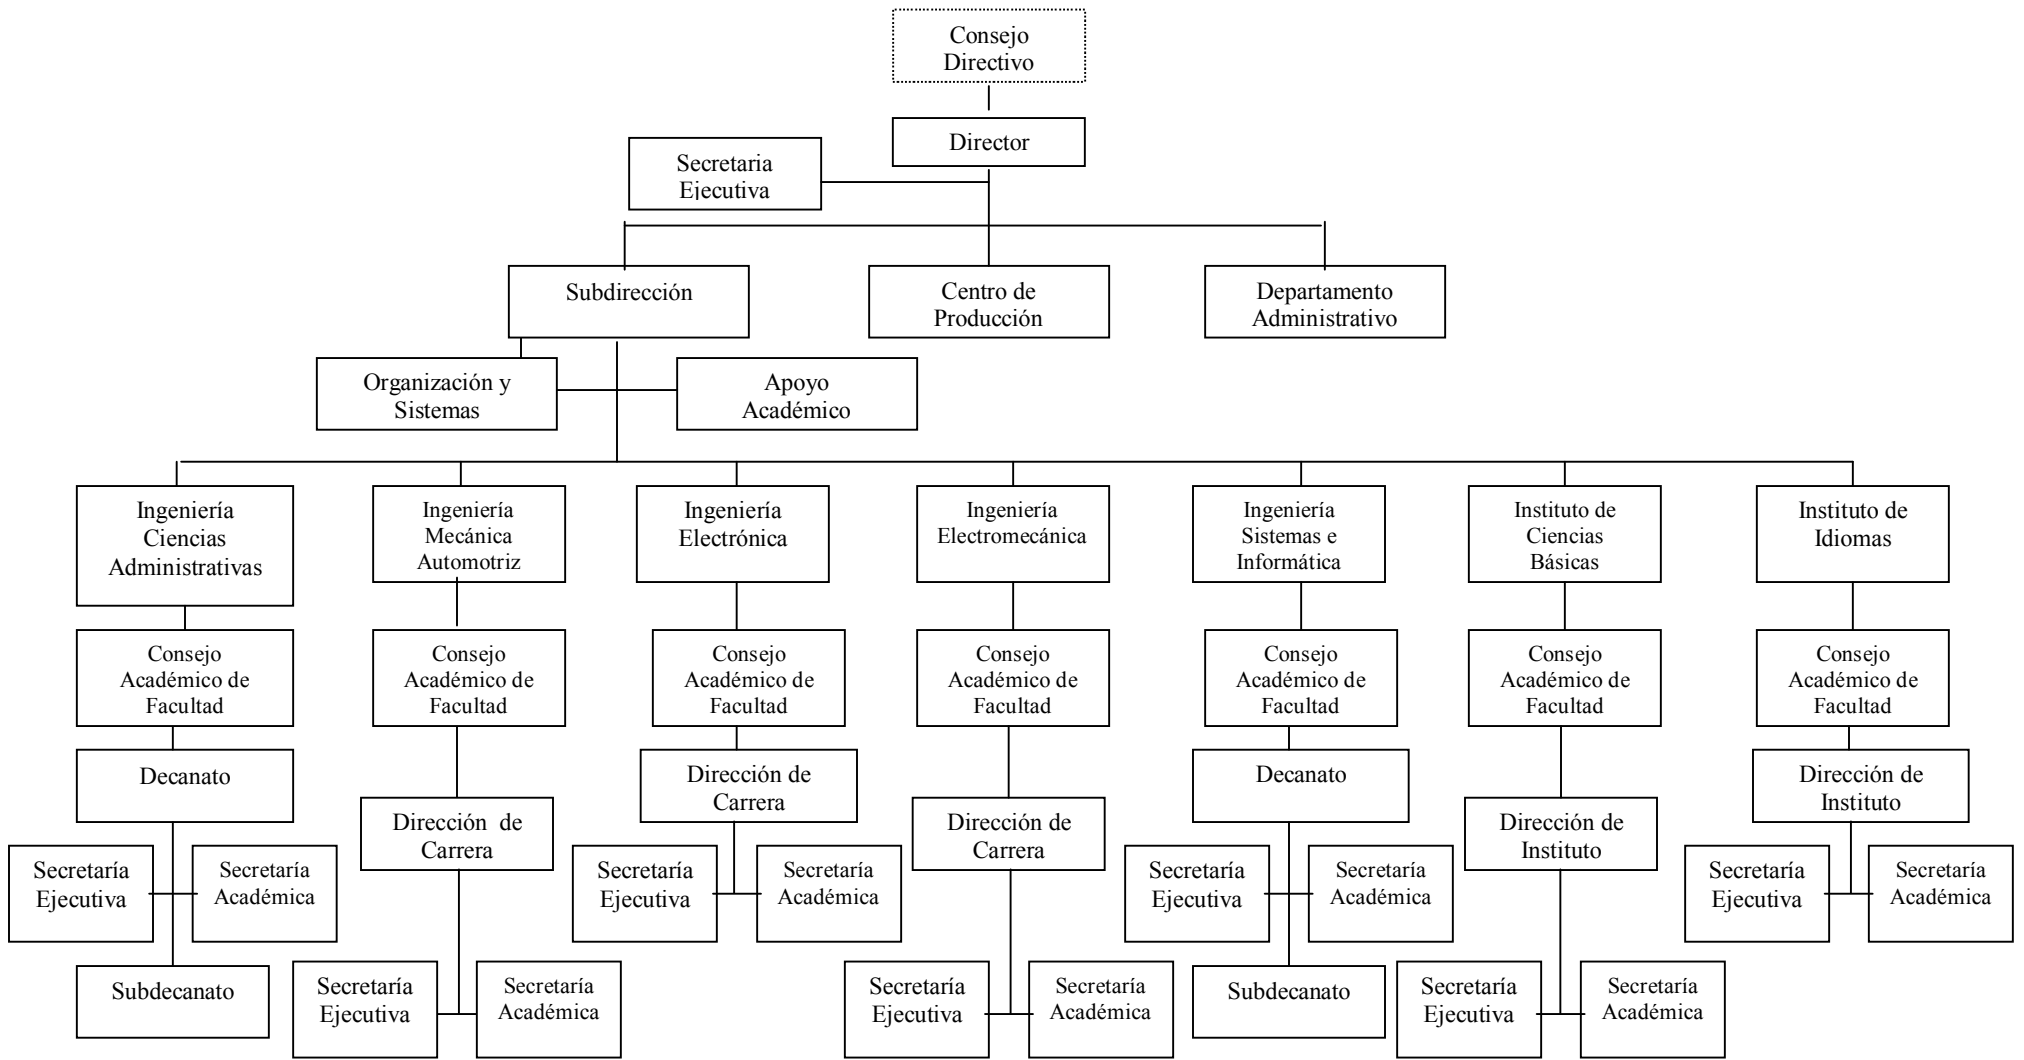 Consejo
Directivo
Director
Secretaria
Ejecutiva
Subdirección
Centro de
Producción
Departamento
Administrativo
Organización y
Sistemas
Apoyo
Académico
Ingeniería
Ciencias
Administrativas
Ingeniería
Mecánica
Automotriz
Ingeniería
Electrónica
Ingeniería
Electromecánica
Ingeniería
Sistemas e
Informática
Instituto de
Ciencias
Básicas
Instituto de
Idiomas
Consejo
Académico de
Facultad
Consejo
Académico de
Facultad
Consejo
Académico de
Facultad
Consejo
Académico de
Facultad
Consejo
Académico de
Facultad
Consejo
Académico de
Facultad
Consejo
Académico de
Facultad
Decanato
Dirección de
Carrera
Dirección de
Carrera
Dirección de
Carrera
Decanato
Dirección de
Instituto
Dirección de
Instituto
Secretaría
Ejecutiva
Secretaría
Académica
Secretaría
Ejecutiva
Secretaría
Académica
Secretaría
Ejecutiva
Secretaría
Académica
Secretaría
Ejecutiva
Secretaría
Académica
Subdecanato
Secretaría
Ejecutiva
Secretaría
Académica
Secretaría
Ejecutiva
Secretaría
Académica
Subdecanato
Secretaría
Ejecutiva
Secretaría
Académica